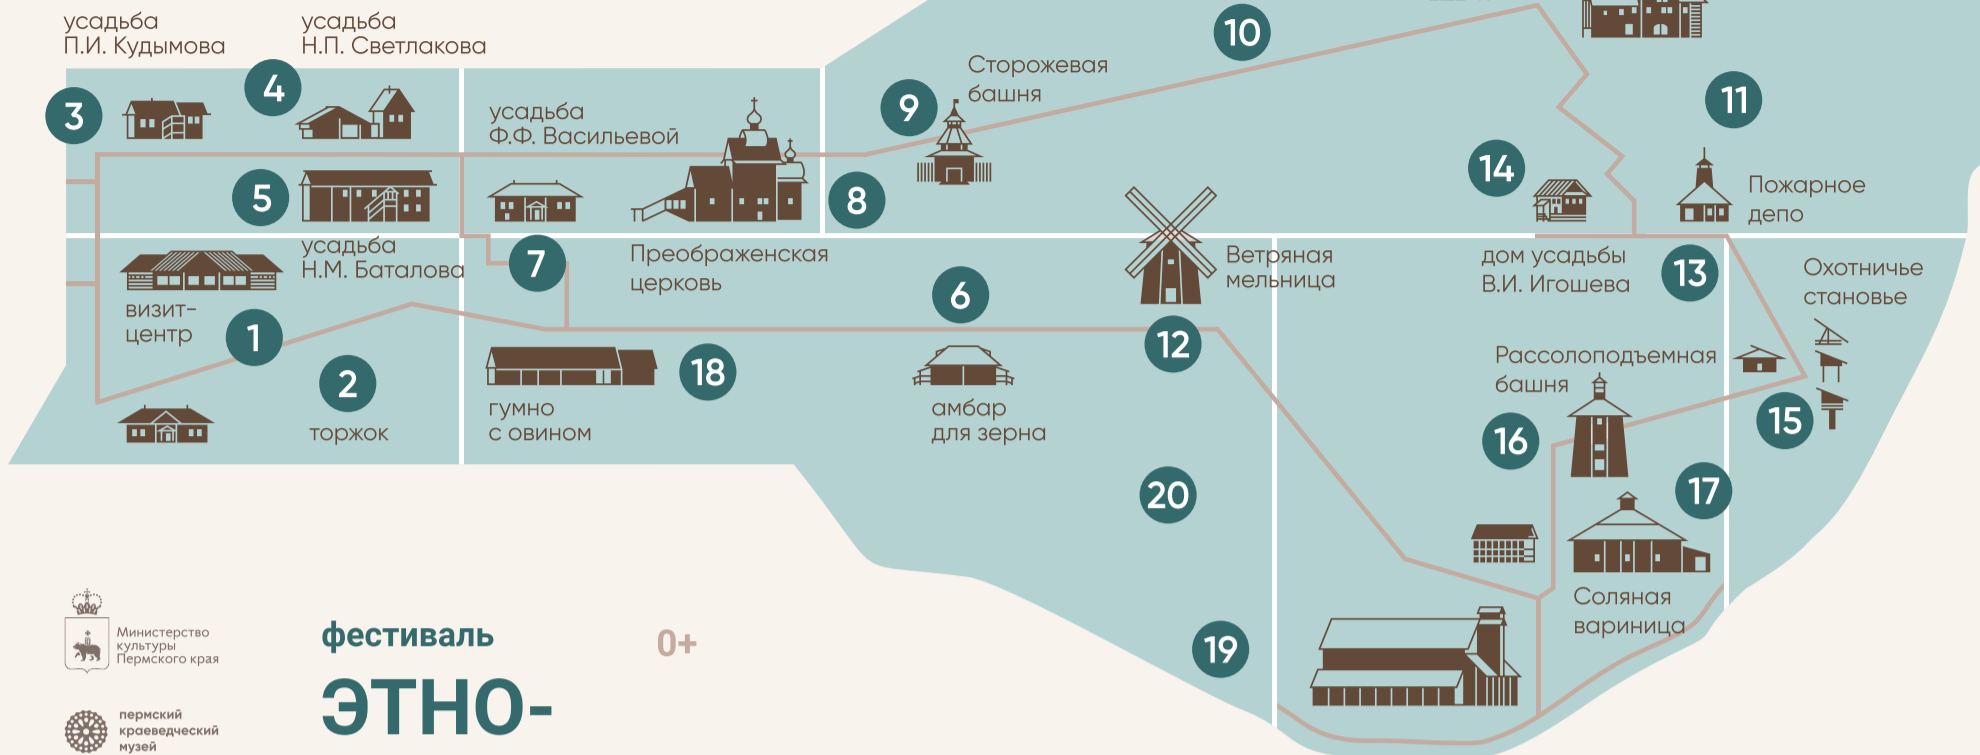 усадьба
П.И. Кудымова
усадьба
Н.П. Светлакова
3
4
5
усадьба
Н.М. Баталова
усадьба
Ф.Ф. Васильевой
9
Сторожевая
башня
10
11
8
14
Пожарное
депо
визит-
центр
1
2
торжок
7
Преображенская
церковь
6
Ветряная
мельница
12
дом усадьбы
В.И. Игошева
13
Охотничье
становье
18
гумно
с овином
амбар
для зерна
Рассолоподъемная
башня
16
15
17
20
Соляная
вариница
19
Министерство
культуры
Пермского края
пермский
краеведческий
музей
фестиваль
ЭТНО-
0+